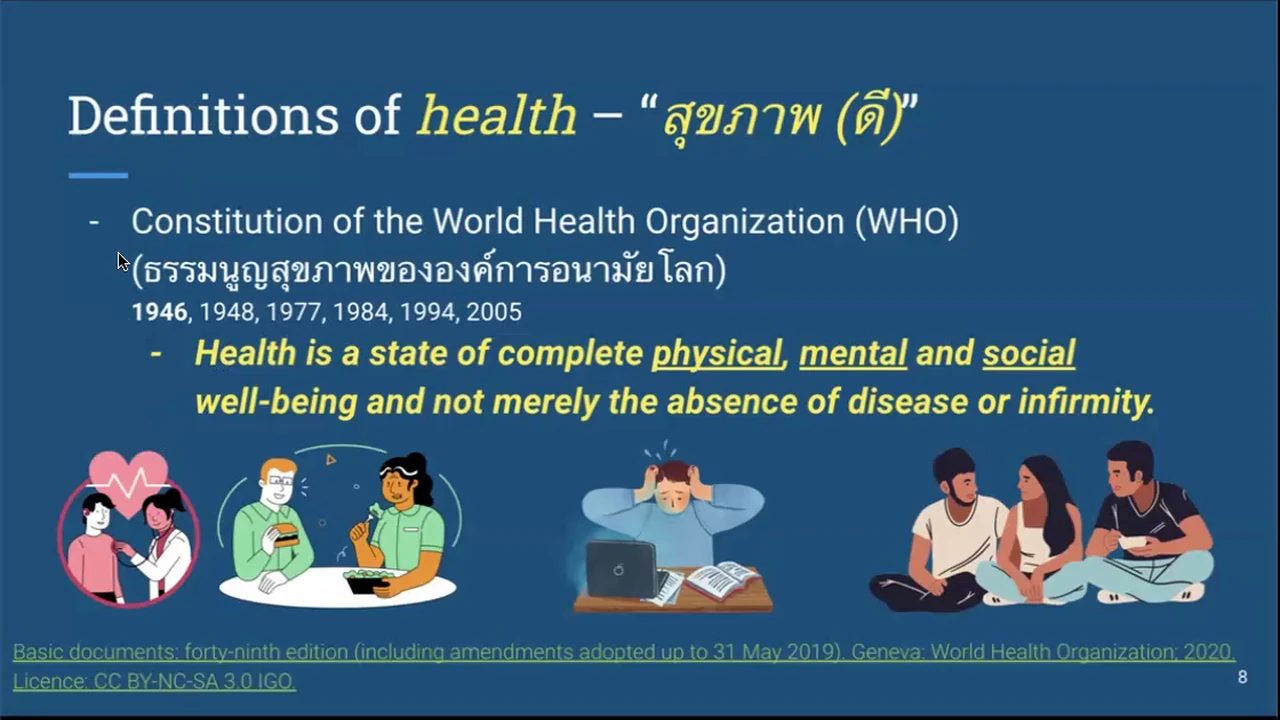 Definitions of health – “สุขภาพ (ดี)”
- Constitution of the World Health Organization (WHO)
(ธรรมนูญสุขภาพขององค์การอนามัยโลก)
1946, 1948, 1977, 1984, 1994, 2005
- Health is a state of complete physical, mental and social
well-being and not merely the absence of disease or infirmity.
Basic documents: forty-ninth edition (including amendments adopted up to 31 May 2019). Geneva: World Health Organization; 2020.
Licence: CC BY-NC-SA 3.0 IGO.
8